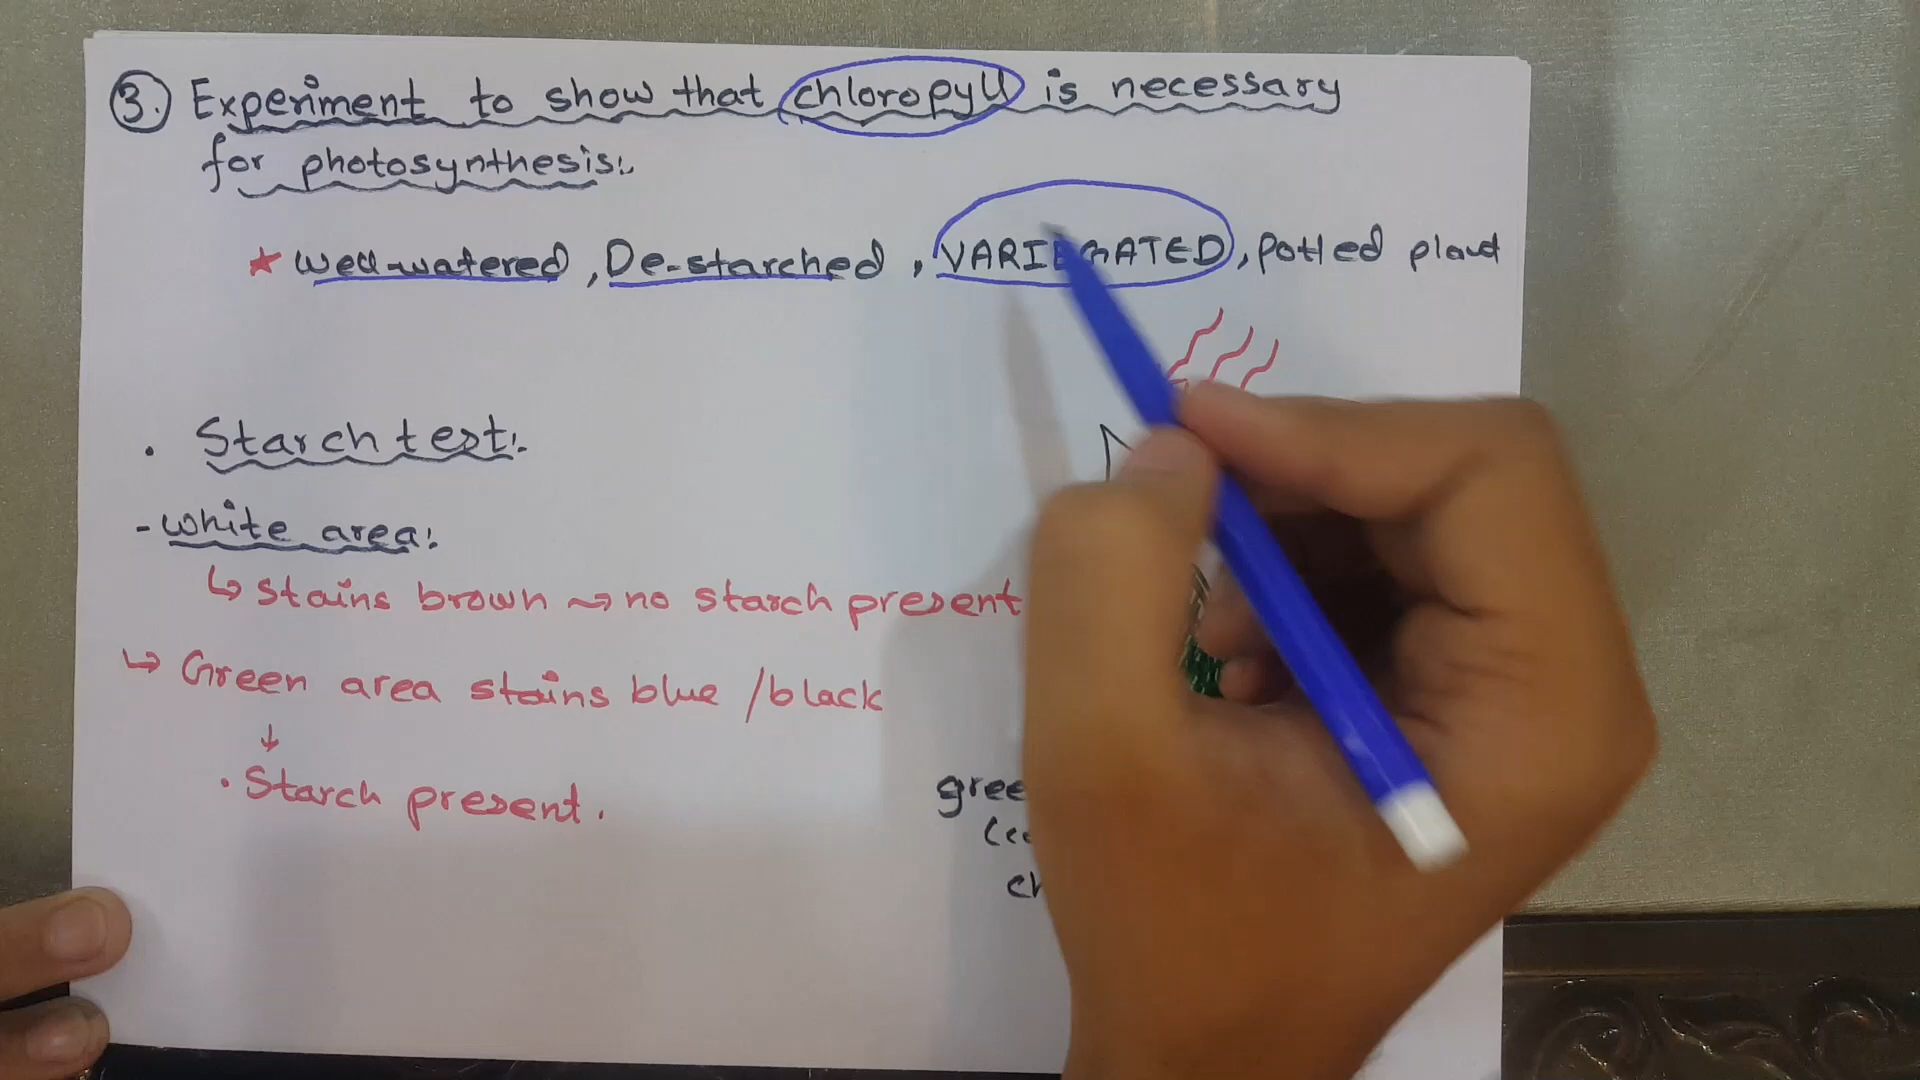 3. Experiment to show that chloropyll is necessary
for photosynthesis:.
★ Well-watered, De-starched, VARIEGATED, Potted plant
. Starch test:.
- White area:
↳ Stains brown ⤳ no starch present
↳ Green area stains blue / black
↓
. Starch present.